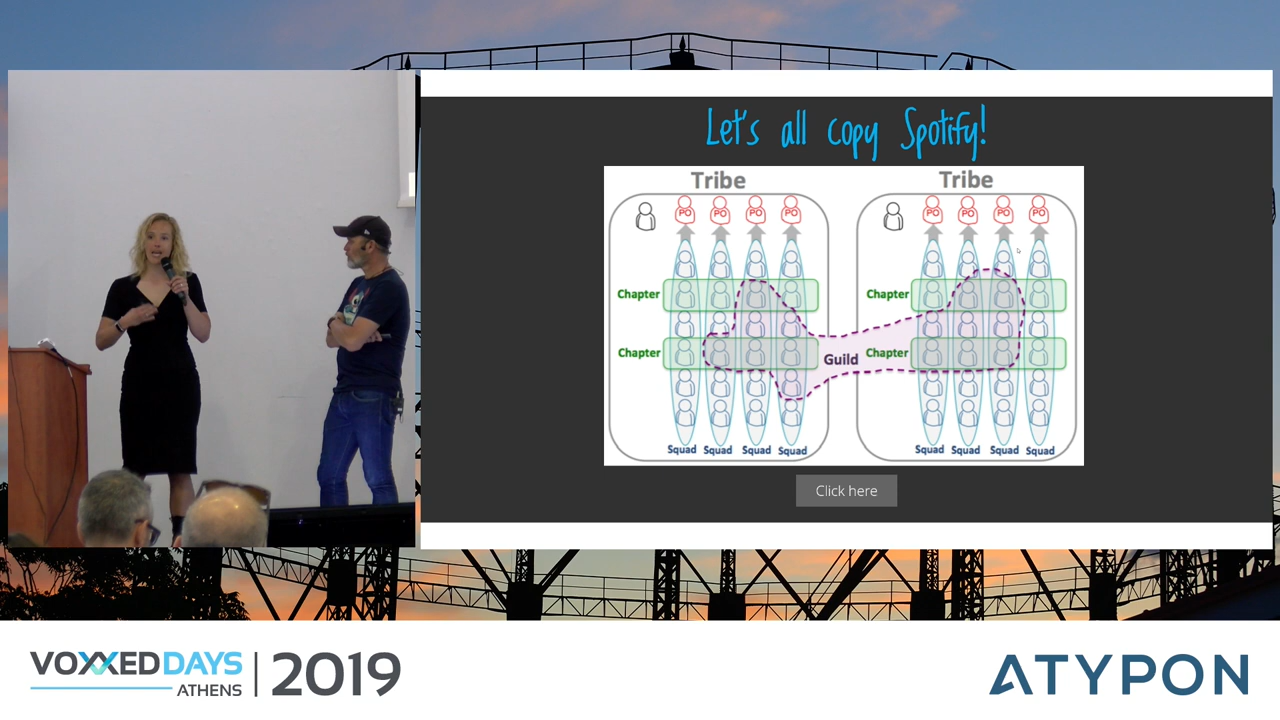 Let's all copy Spotify!
Tribe Tribe
PO PO PO PO PO PO PO PO
Chapter Chapter
Chapter Guild Chapter
Squad Squad Squad Squad Squad Squad Squad Squad
Click here
VOXXED DAYS
ATHENS
2019
ATYPON